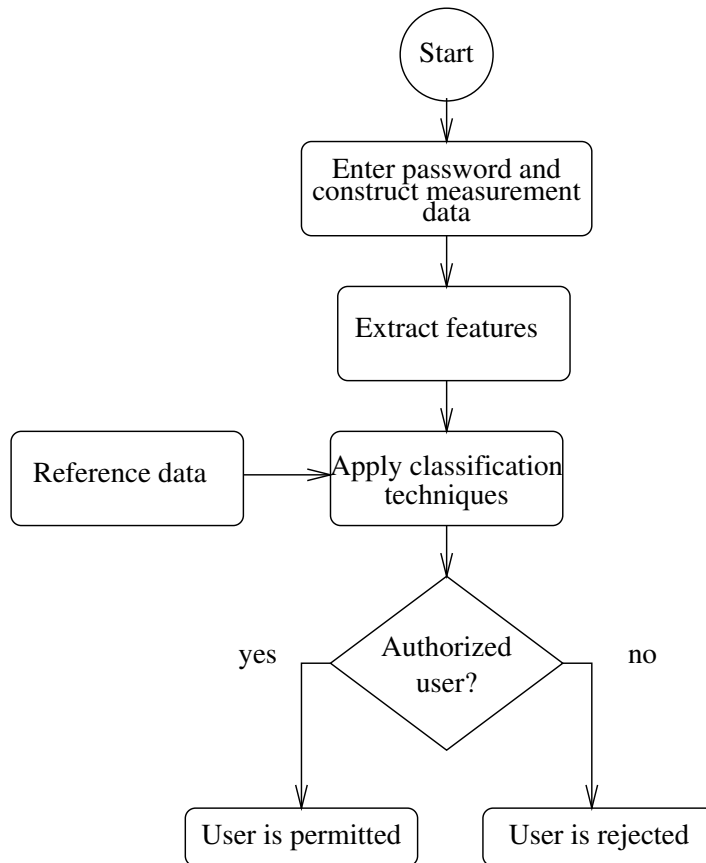 Start
Enter password and
construct measurement
data
Extract features
Reference data
Apply classification
techniques
Authorized
user?
yes
no
User is permitted
User is rejected